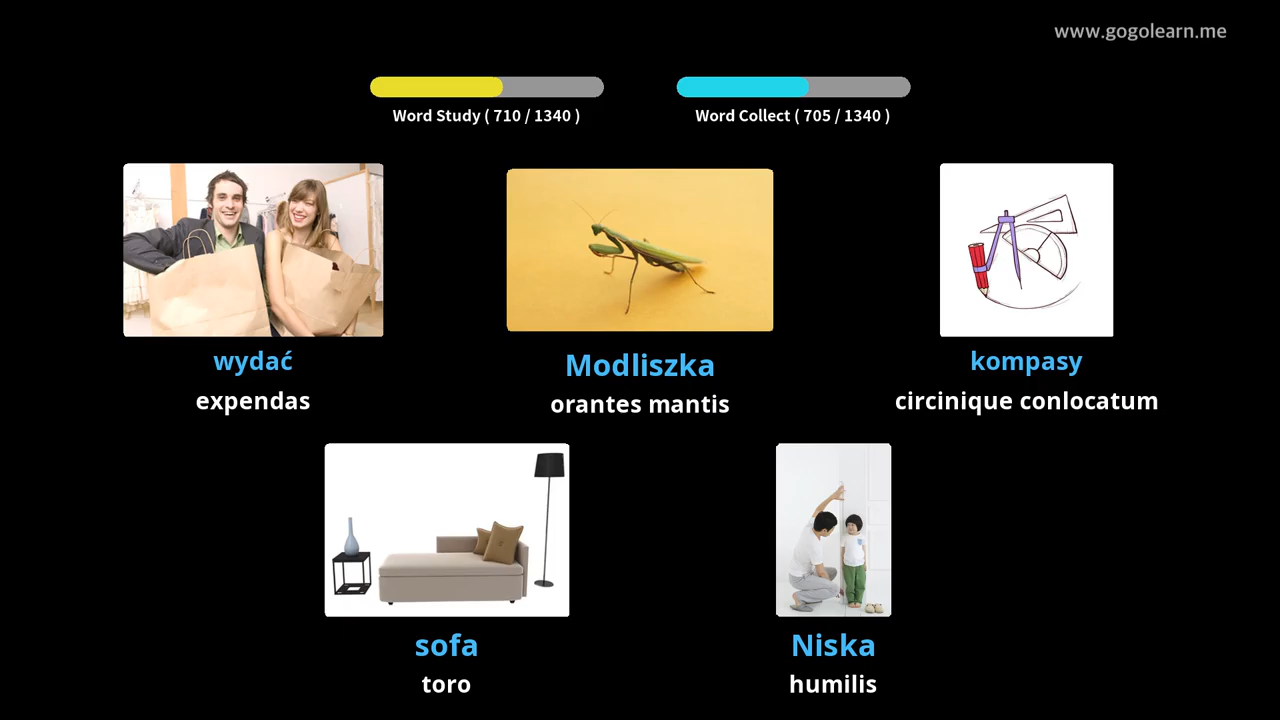 www.gogolearn.me
Word Study ( 710 / 1340 )
Word Collect ( 705 / 1340 )
wydać
expendas
Modliszka
orantes mantis
kompasy
circinique conlocatum
sofa
toro
Niska
humilis